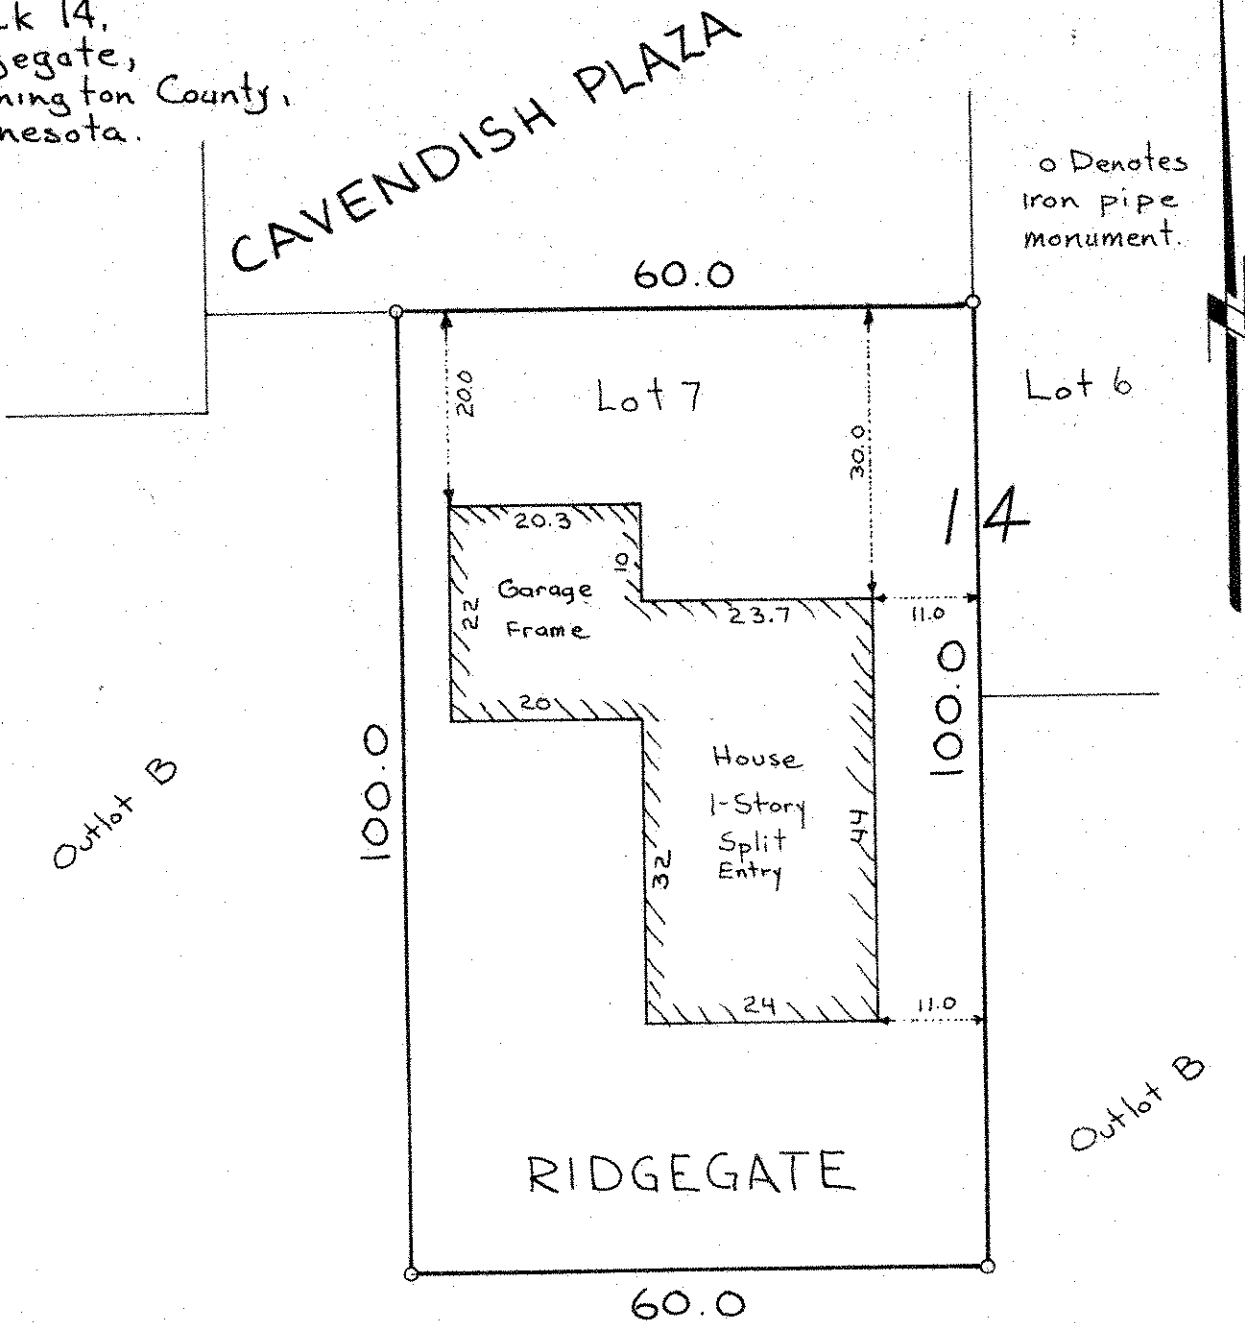 14.
County,
CAVENDISH PLAZA
o Denotes
Iron pipe
monument.
60.0
20.0
Lot 7
30.0
Lot 6
14
20.3
10
22
Garage
Frame
23.7
11.0
20
100.0
100.0
House
1-Story
Split
Entry
44
32
Outlot B
24
11.0
Outlot B
RIDGEGATE
60.0